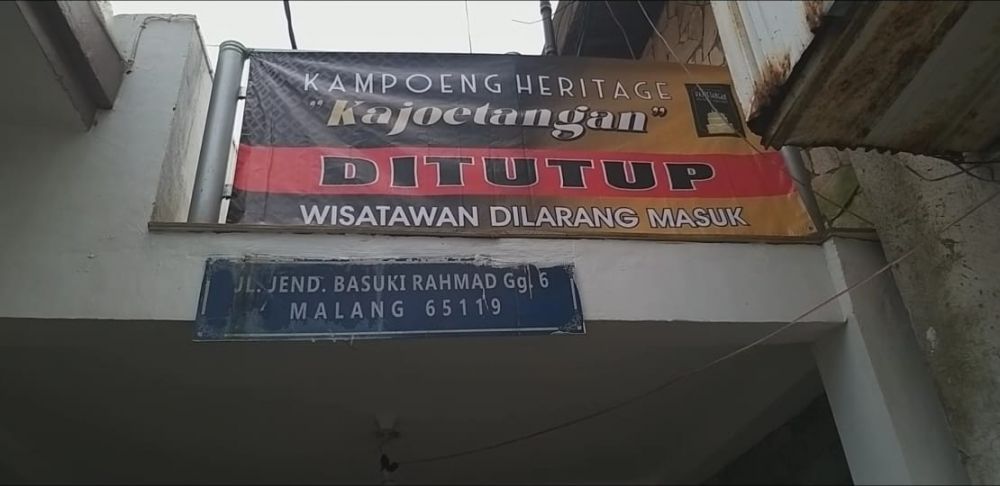 KAMPOENG HERITAGE
"Kajoetangan"
DITUTUP
WISATAWAN DILARANG MASUK
JL. JEND. BASUKI RAHMAD Gg. 6
MALANG 65119